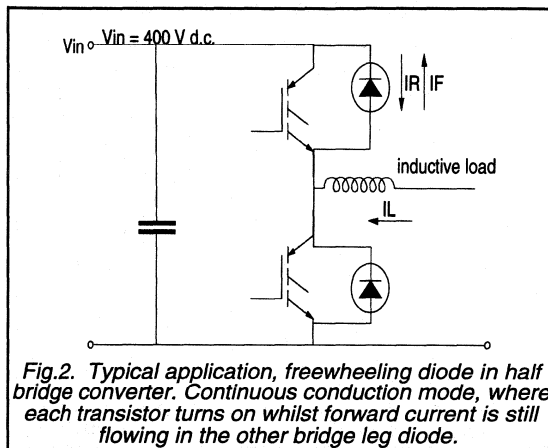 Vin Vin = 400 V d.c.
IR IF
inductive load
IL
Fig.2. Typical application, freewheeling diode in half
bridge converter. Continuous conduction mode, where
each transistor turns on whilst forward current is still
flowing in the other bridge leg diode.